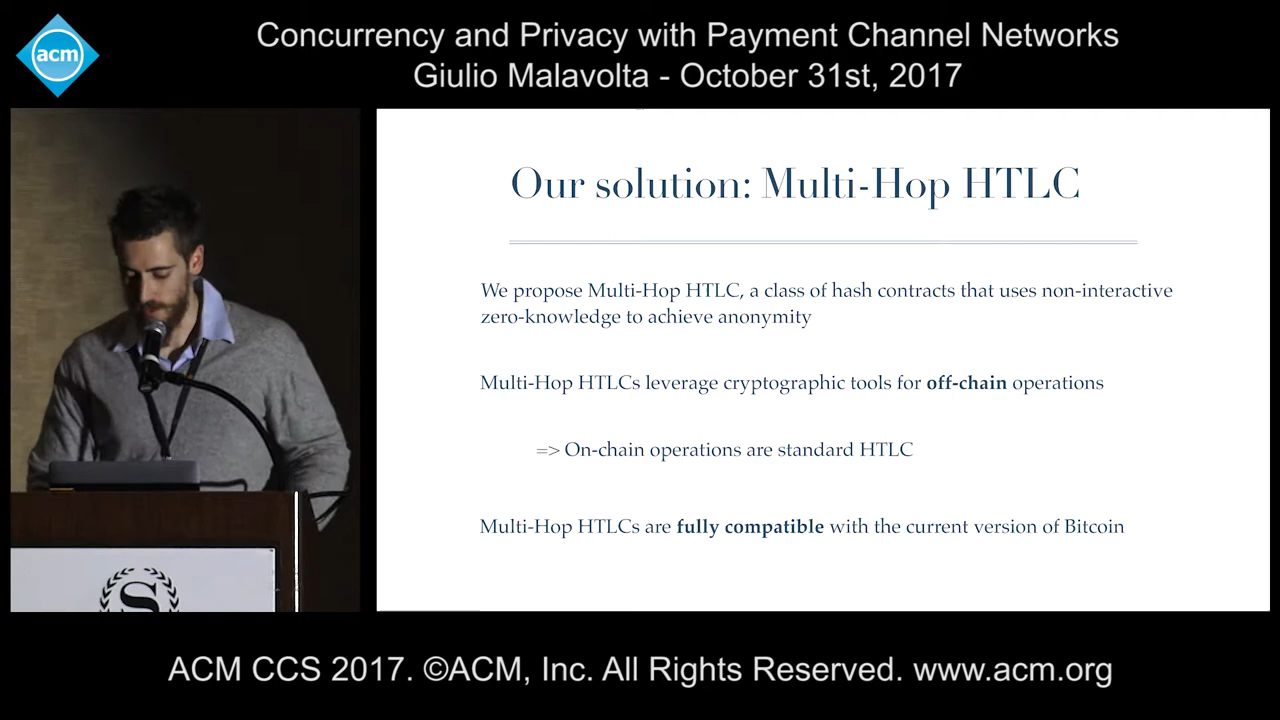 acm
Concurrency and Privacy with Payment Channel Networks
Giulio Malavolta - October 31st, 2017
Our solution: Multi-Hop HTLC
We propose Multi-Hop HTLC, a class of hash contracts that uses non-interactive
zero-knowledge to achieve anonymity
Multi-Hop HTLCs leverage cryptographic tools for off-chain operations
=> On-chain operations are standard HTLC
Multi-Hop HTLCs are fully compatible with the current version of Bitcoin
S
ACM CCS 2017. ©ACM, Inc. All Rights Reserved. www.acm.org